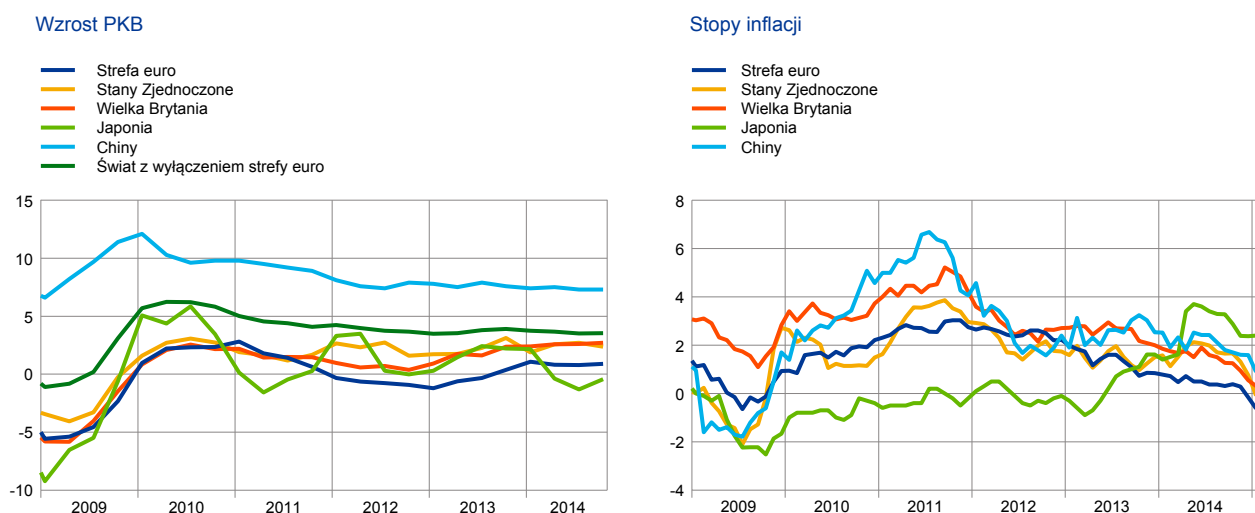 Wzrost PKB
Strefa euro
Stany Zjednoczone
Wielka Brytania
Japonia
Chiny
Świat z wyłączeniem strefy euro
15
10
5
0
-5
-10
2009 2010 2011 2012 2013 2014
Stopy inflacji
Strefa euro
Stany Zjednoczone
Wielka Brytania
Japonia
Chiny
8
6
4
2
0
-2
-4
2009 2010 2011 2012 2013 2014